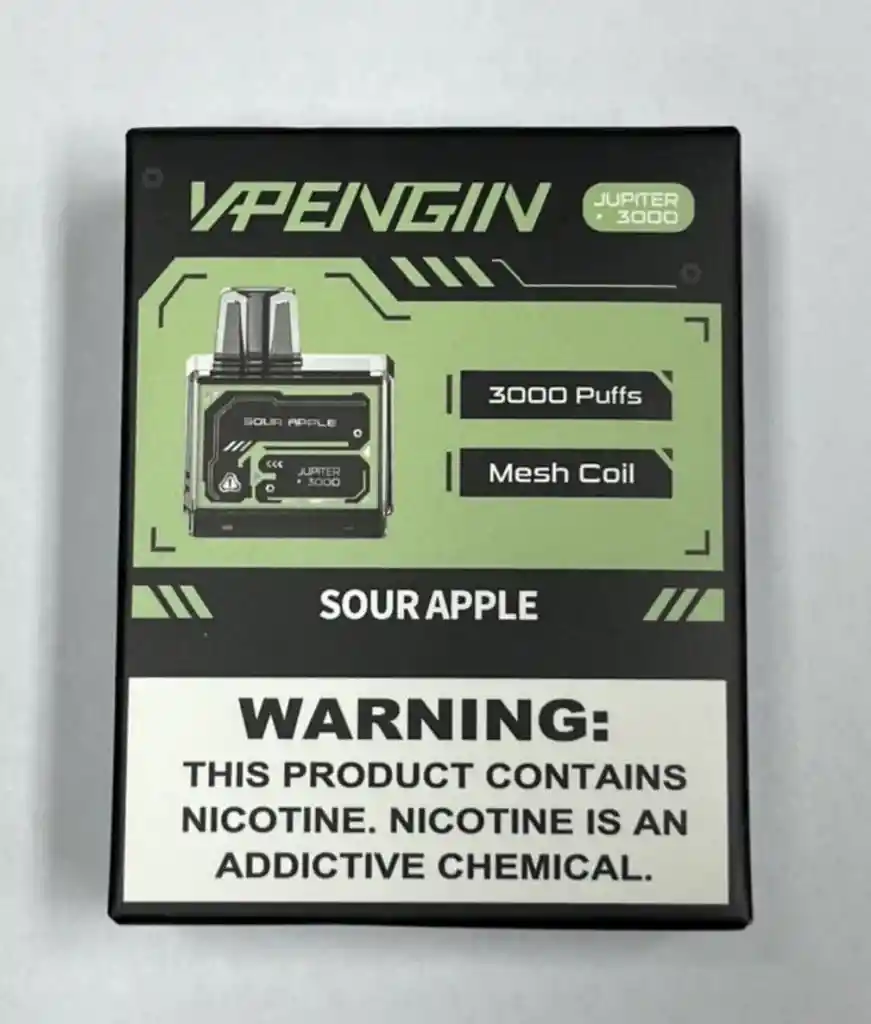 VPENGIN
JUPITER
3000
SOUR APPLE
JUPITER
3000
3000 Puffs
Mesh Coil
SOUR APPLE
WARNING:
THIS PRODUCT CONTAINS
NICOTINE. NICOTINE IS AN
ADDICTIVE CHEMICAL.